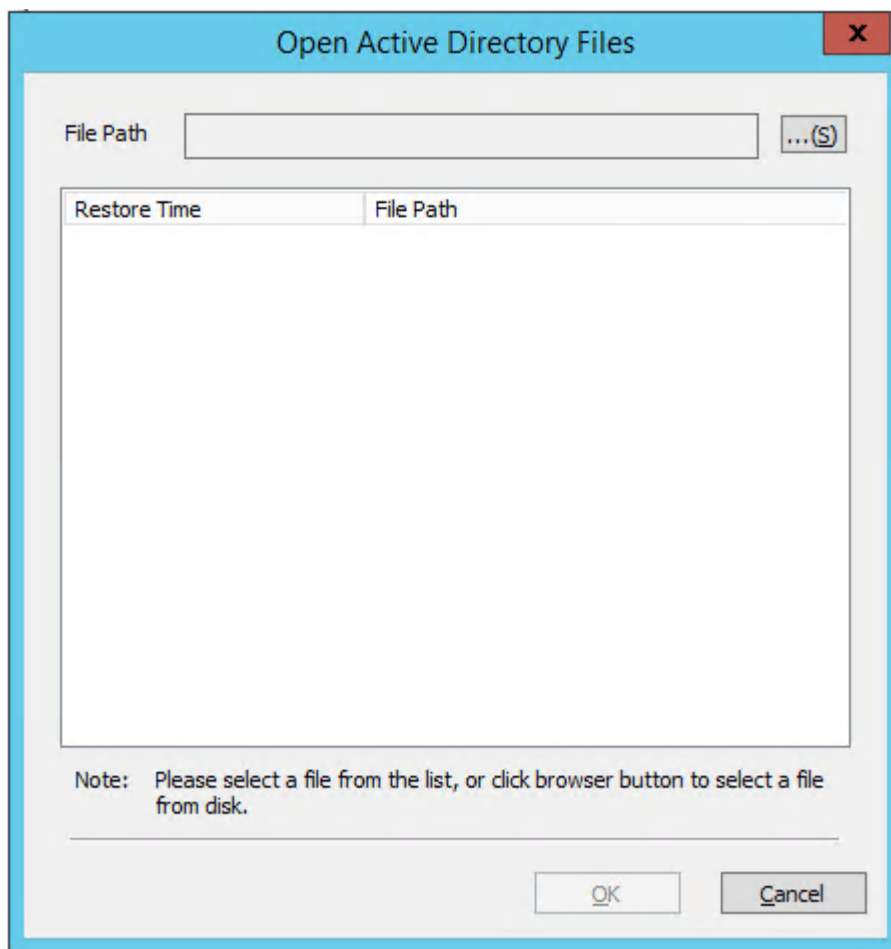 Open Active Directory Files
x
File Path
...(S)
Restore Time File Path
Note: Please select a file from the list, or click browser button to select a file
from disk.
OK Cancel